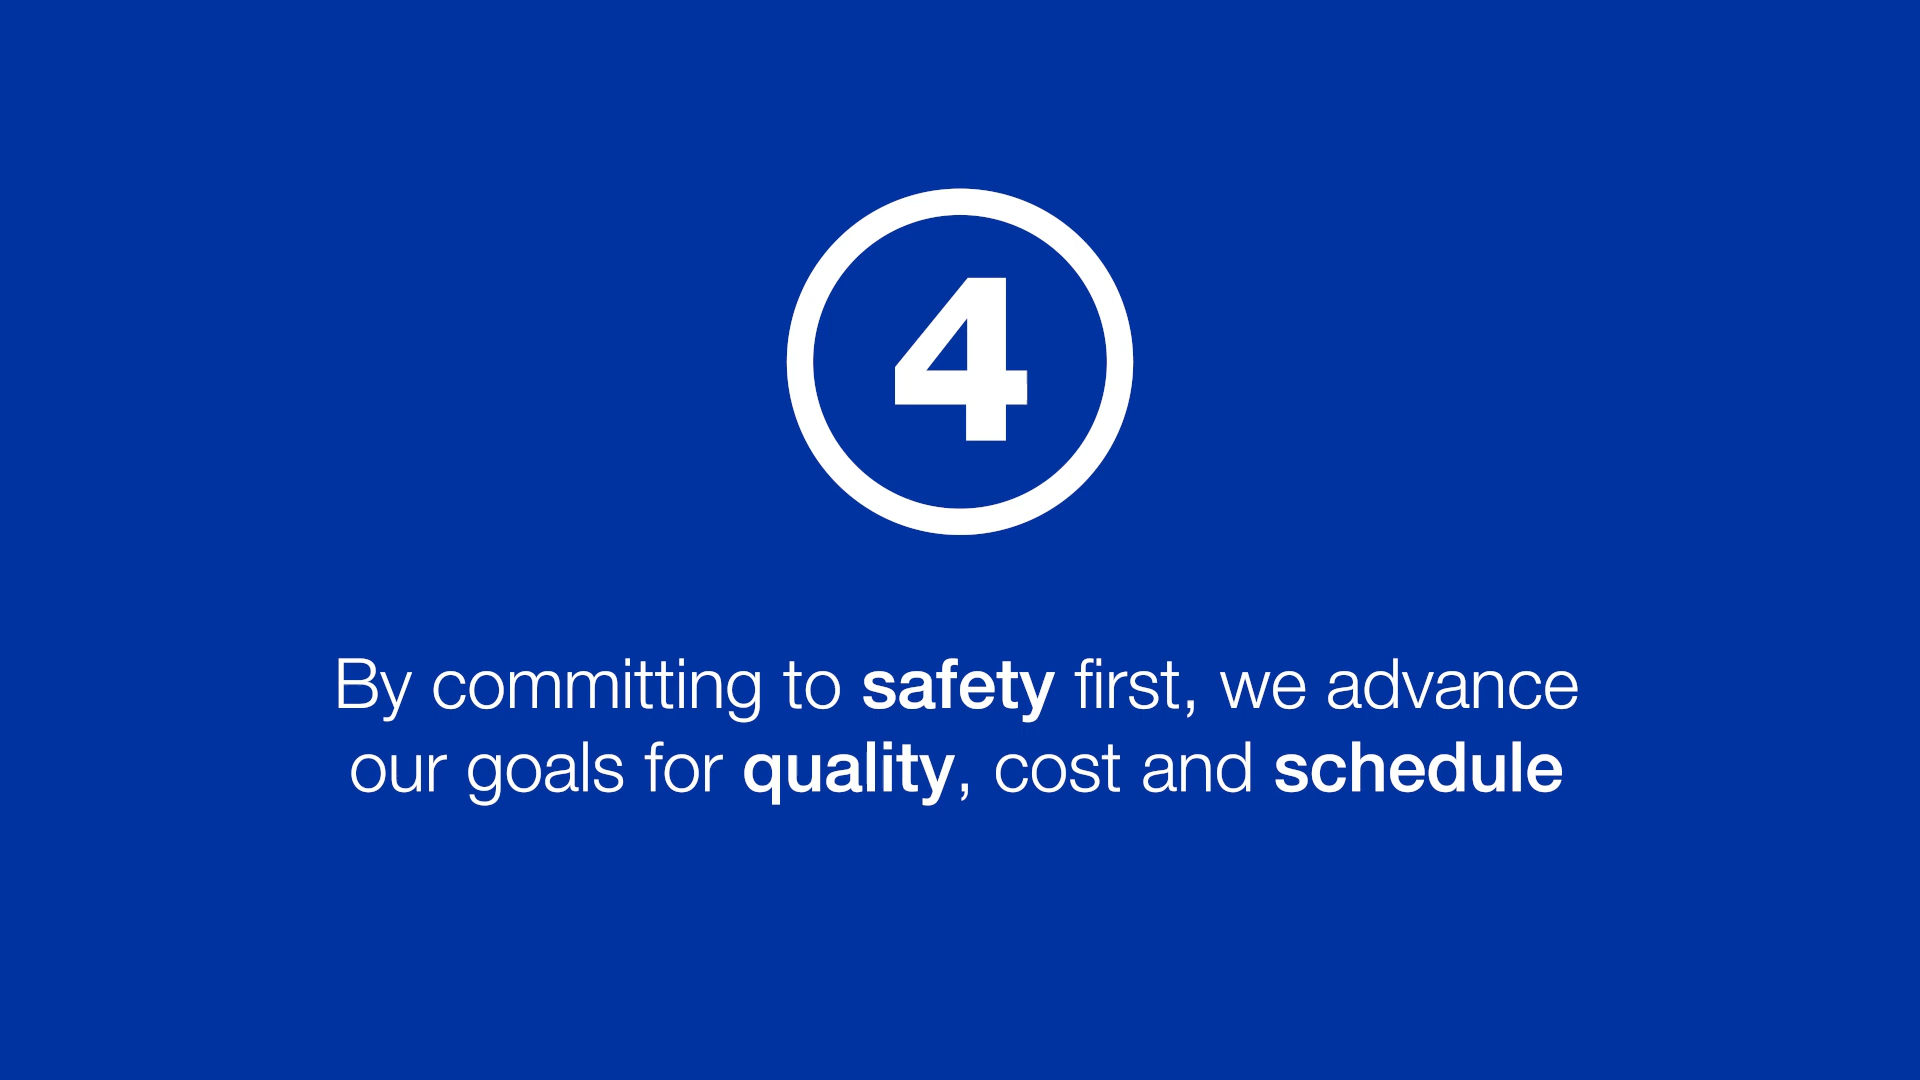 4
By committing to safety first, we advance
our goals for quality, cost and schedule